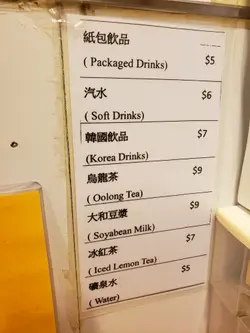 紙包飲品
( Packaged Drinks) $5
汽水 $6
( Soft Drinks)
韓國飲品 $7
(Korea Drinks)
烏龍茶 $9
( Oolong Tea)
大和豆漿 $9
( Soyabean Milk)
冰紅茶 $7
( Iced Lemon Tea)
礦泉水 $5
( Water)